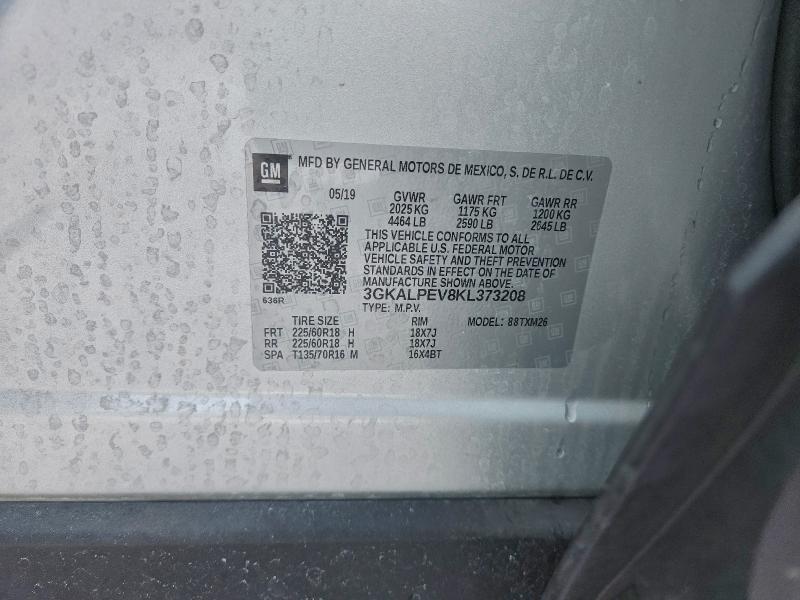 GM MFD BY GENERAL MOTORS DE MEXICO, S. DE R.L. DE C.V.
05/19 GVWR GAWR FRT GAWR RR
2025 KG 1175 KG 1200 KG
4464 LB 2590 LB 2645 LB
THIS VEHICLE CONFORMS TO ALL
APPLICABLE U.S. FEDERAL MOTOR
VEHICLE SAFETY AND THEFT PREVENTION
STANDARDS IN EFFECT ON THE DATE OF
MANUFACTURE SHOWN ABOVE.
636R 3GKALPEV8KL373208
TYPE: M.P.V.
TIRE SIZE RIM MODEL: 88TXM26
FRT 225/60R18 H 18X7J
RR 225/60R18 H 18X7J
SPA T135/70R16 M 16X4BT